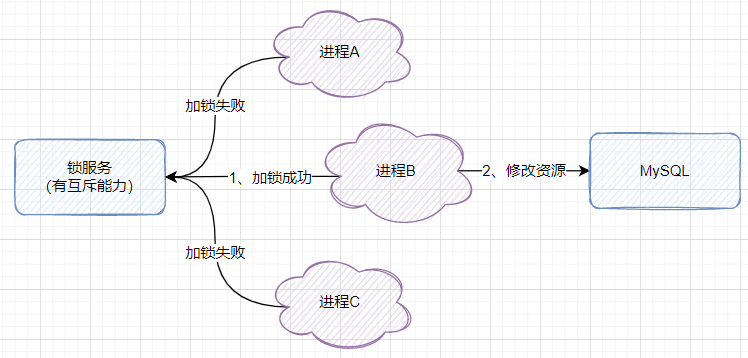 进程A
加锁失败
锁服务
(有互斥能力)
1、加锁成功
进程B
2、修改资源
MySQL
加锁失败
进程C